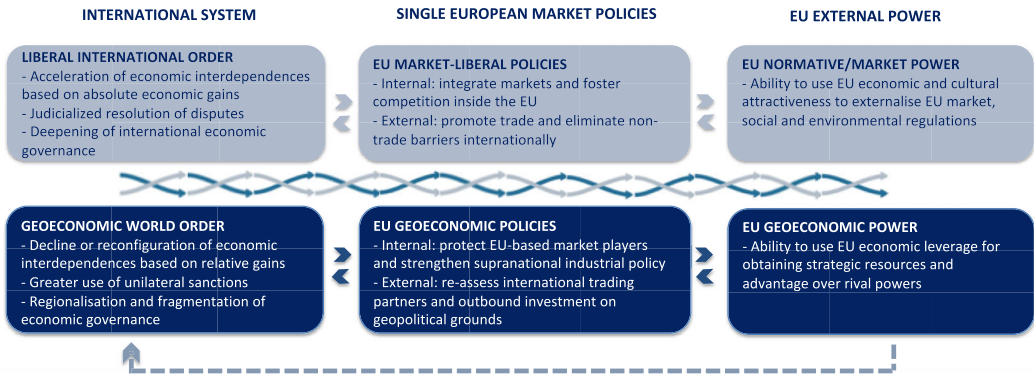 INTERNATIONAL SYSTEM
SINGLE EUROPEAN MARKET POLICIES
EU EXTERNAL POWER
LIBERAL INTERNATIONAL ORDER
- Acceleration of economic interdependences
based on absolute economic gains
- Judicialized resolution of disputes
- Deepening of international economic
governance
EU MARKET-LIBERAL POLICIES
- Internal: integrate markets and foster
competition inside the EU
- External: promote trade and eliminate non-
trade barriers internationally
EU NORMATIVE/MARKET POWER
- Ability to use EU economic and cultural
attractiveness to externalise EU market,
social and environmental regulations
GEOECONOMIC WORLD ORDER
- Decline or reconfiguration of economic
interdependences based on relative gains
- Greater use of unilateral sanctions
- Regionalisation and fragmentation of
economic governance
EU GEOECONOMIC POLICIES
- Internal: protect EU-based market players
and strengthen supranational industrial policy
- External: re-assess international trading
partners and outbound investment on
geopolitical grounds
EU GEOECONOMIC POWER
- Ability to use EU economic leverage for
obtaining strategic resources and
advantage over rival powers